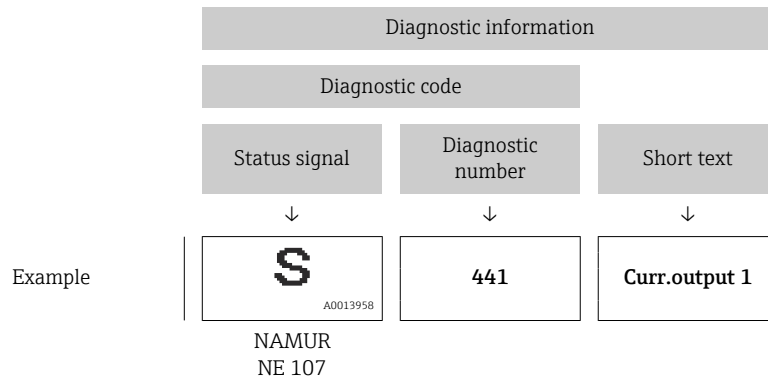 Diagnostic information
Diagnostic code
Status signal
Diagnostic
number
Short text
↓ ↓ ↓
Example
S
A0013958
441
Curr.output 1
NAMUR
NE 107